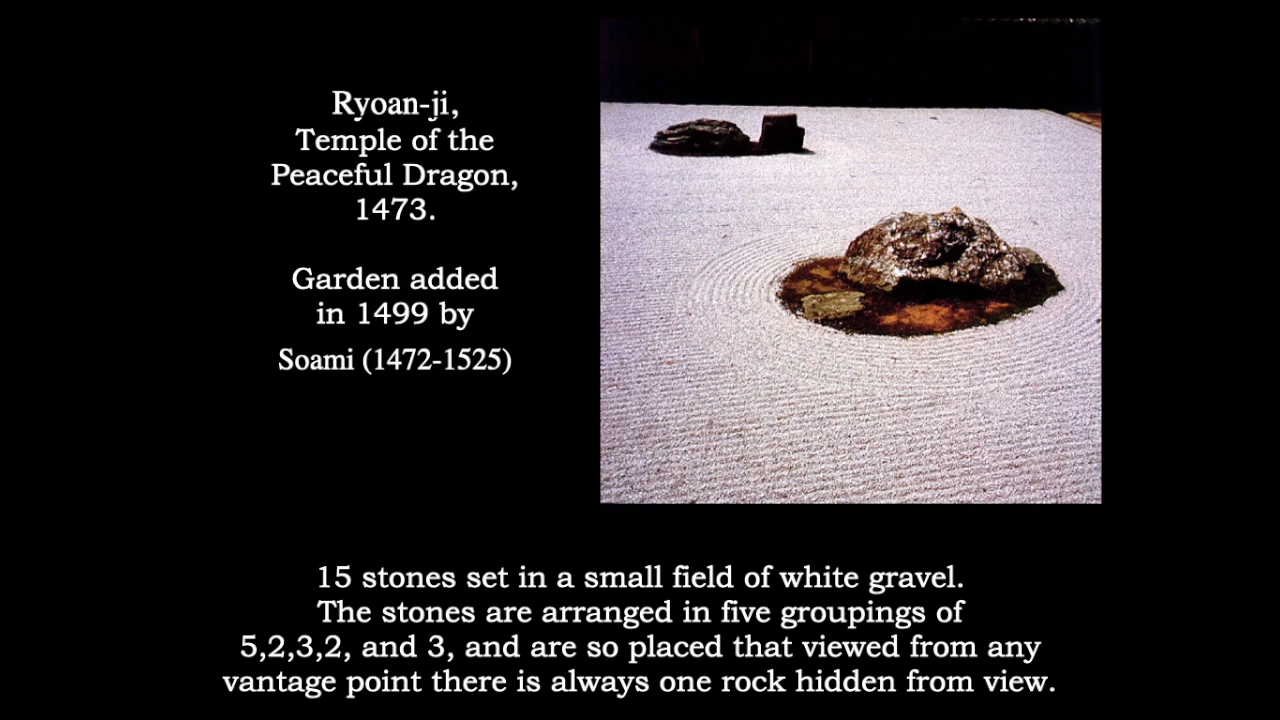 Ryoan-ji,
Temple of the
Peaceful Dragon,
1473.
Garden added
in 1499 by
Soami (1472-1525)
15 stones set in a small field of white gravel.
The stones are arranged in five groupings of
5,2,3,2, and 3, and are so placed that viewed from any
vantage point there is always one rock hidden from view.